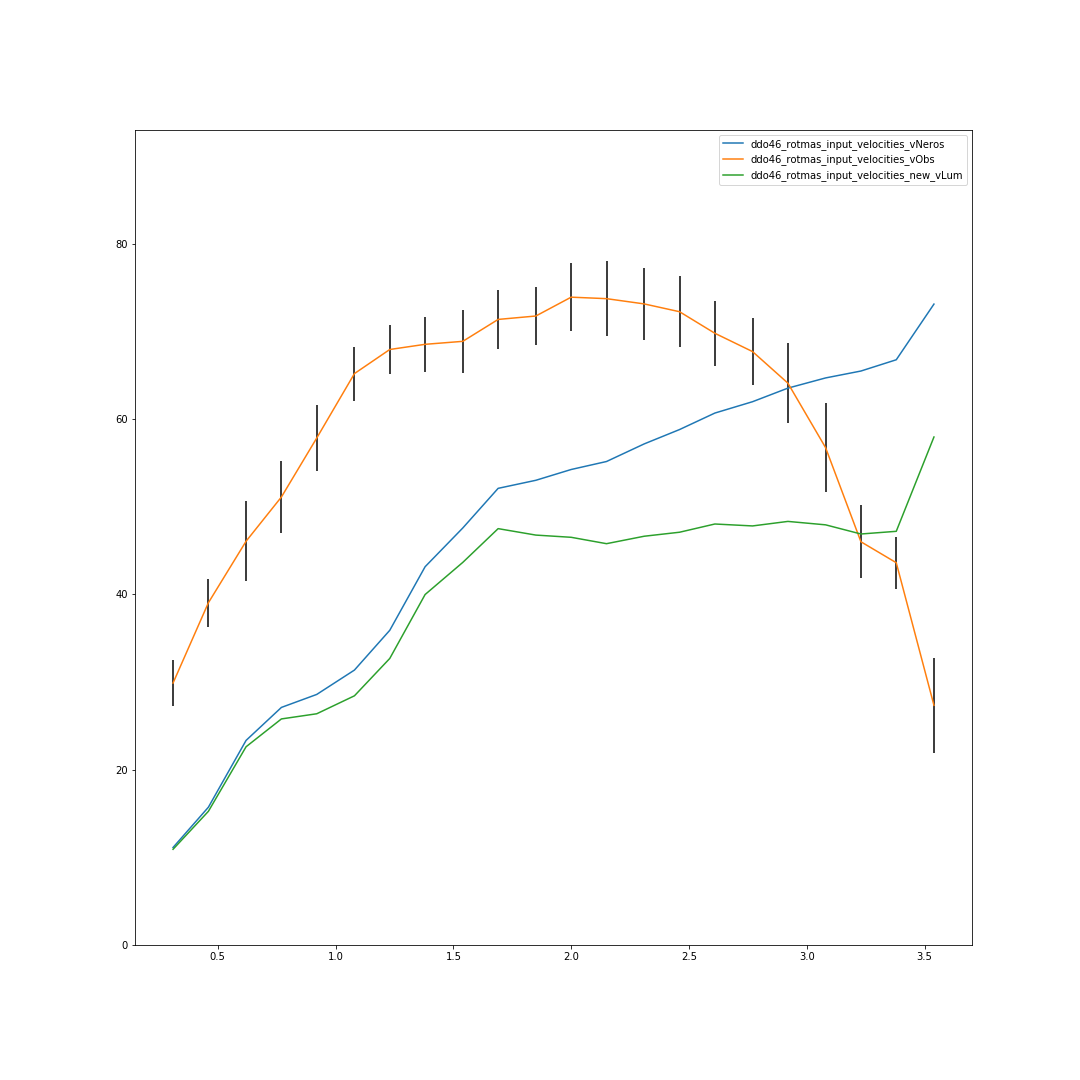 ddo46_rotmas_input_velocities_vNeros
ddo46_rotmas_input_velocities_vObs
ddo46_rotmas_input_velocities_new_vLum
80
60
40
20
0
0.5 1.0 1.5 2.0 2.5 3.0 3.5